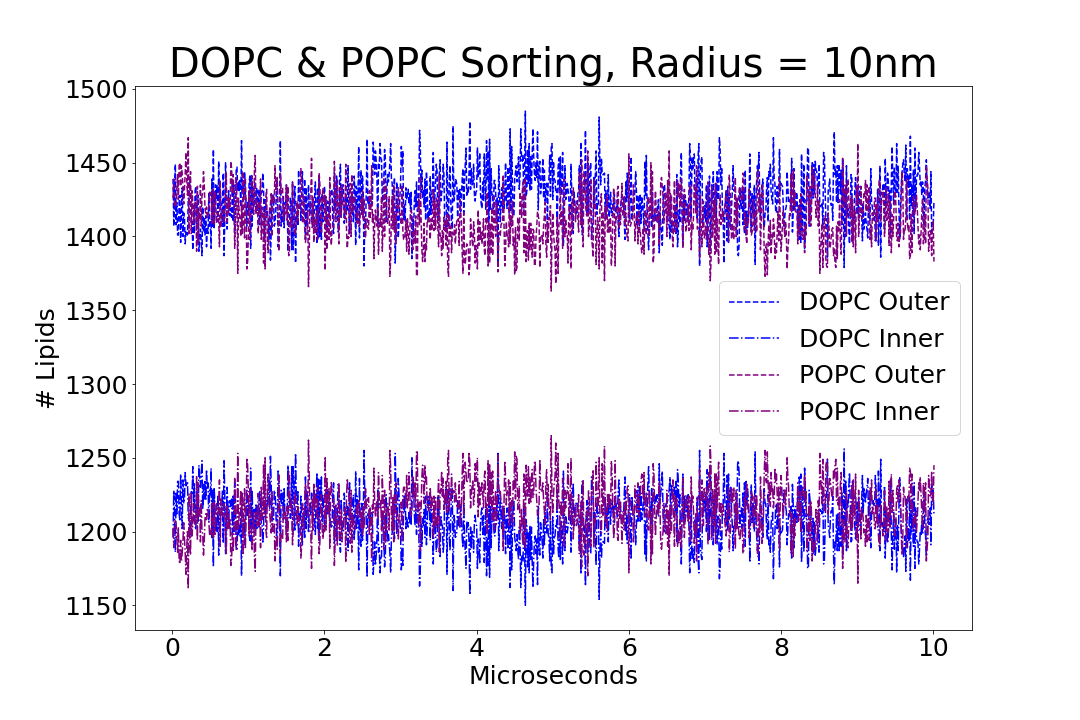 DOPC & POPC Sorting, Radius = 10nm
1500
1450
1400
1350
1300
1250
1200
1150
# Lipids
DOPC Outer
DOPC Inner
POPC Outer
POPC Inner
0 2 4 6 8 10
Microseconds